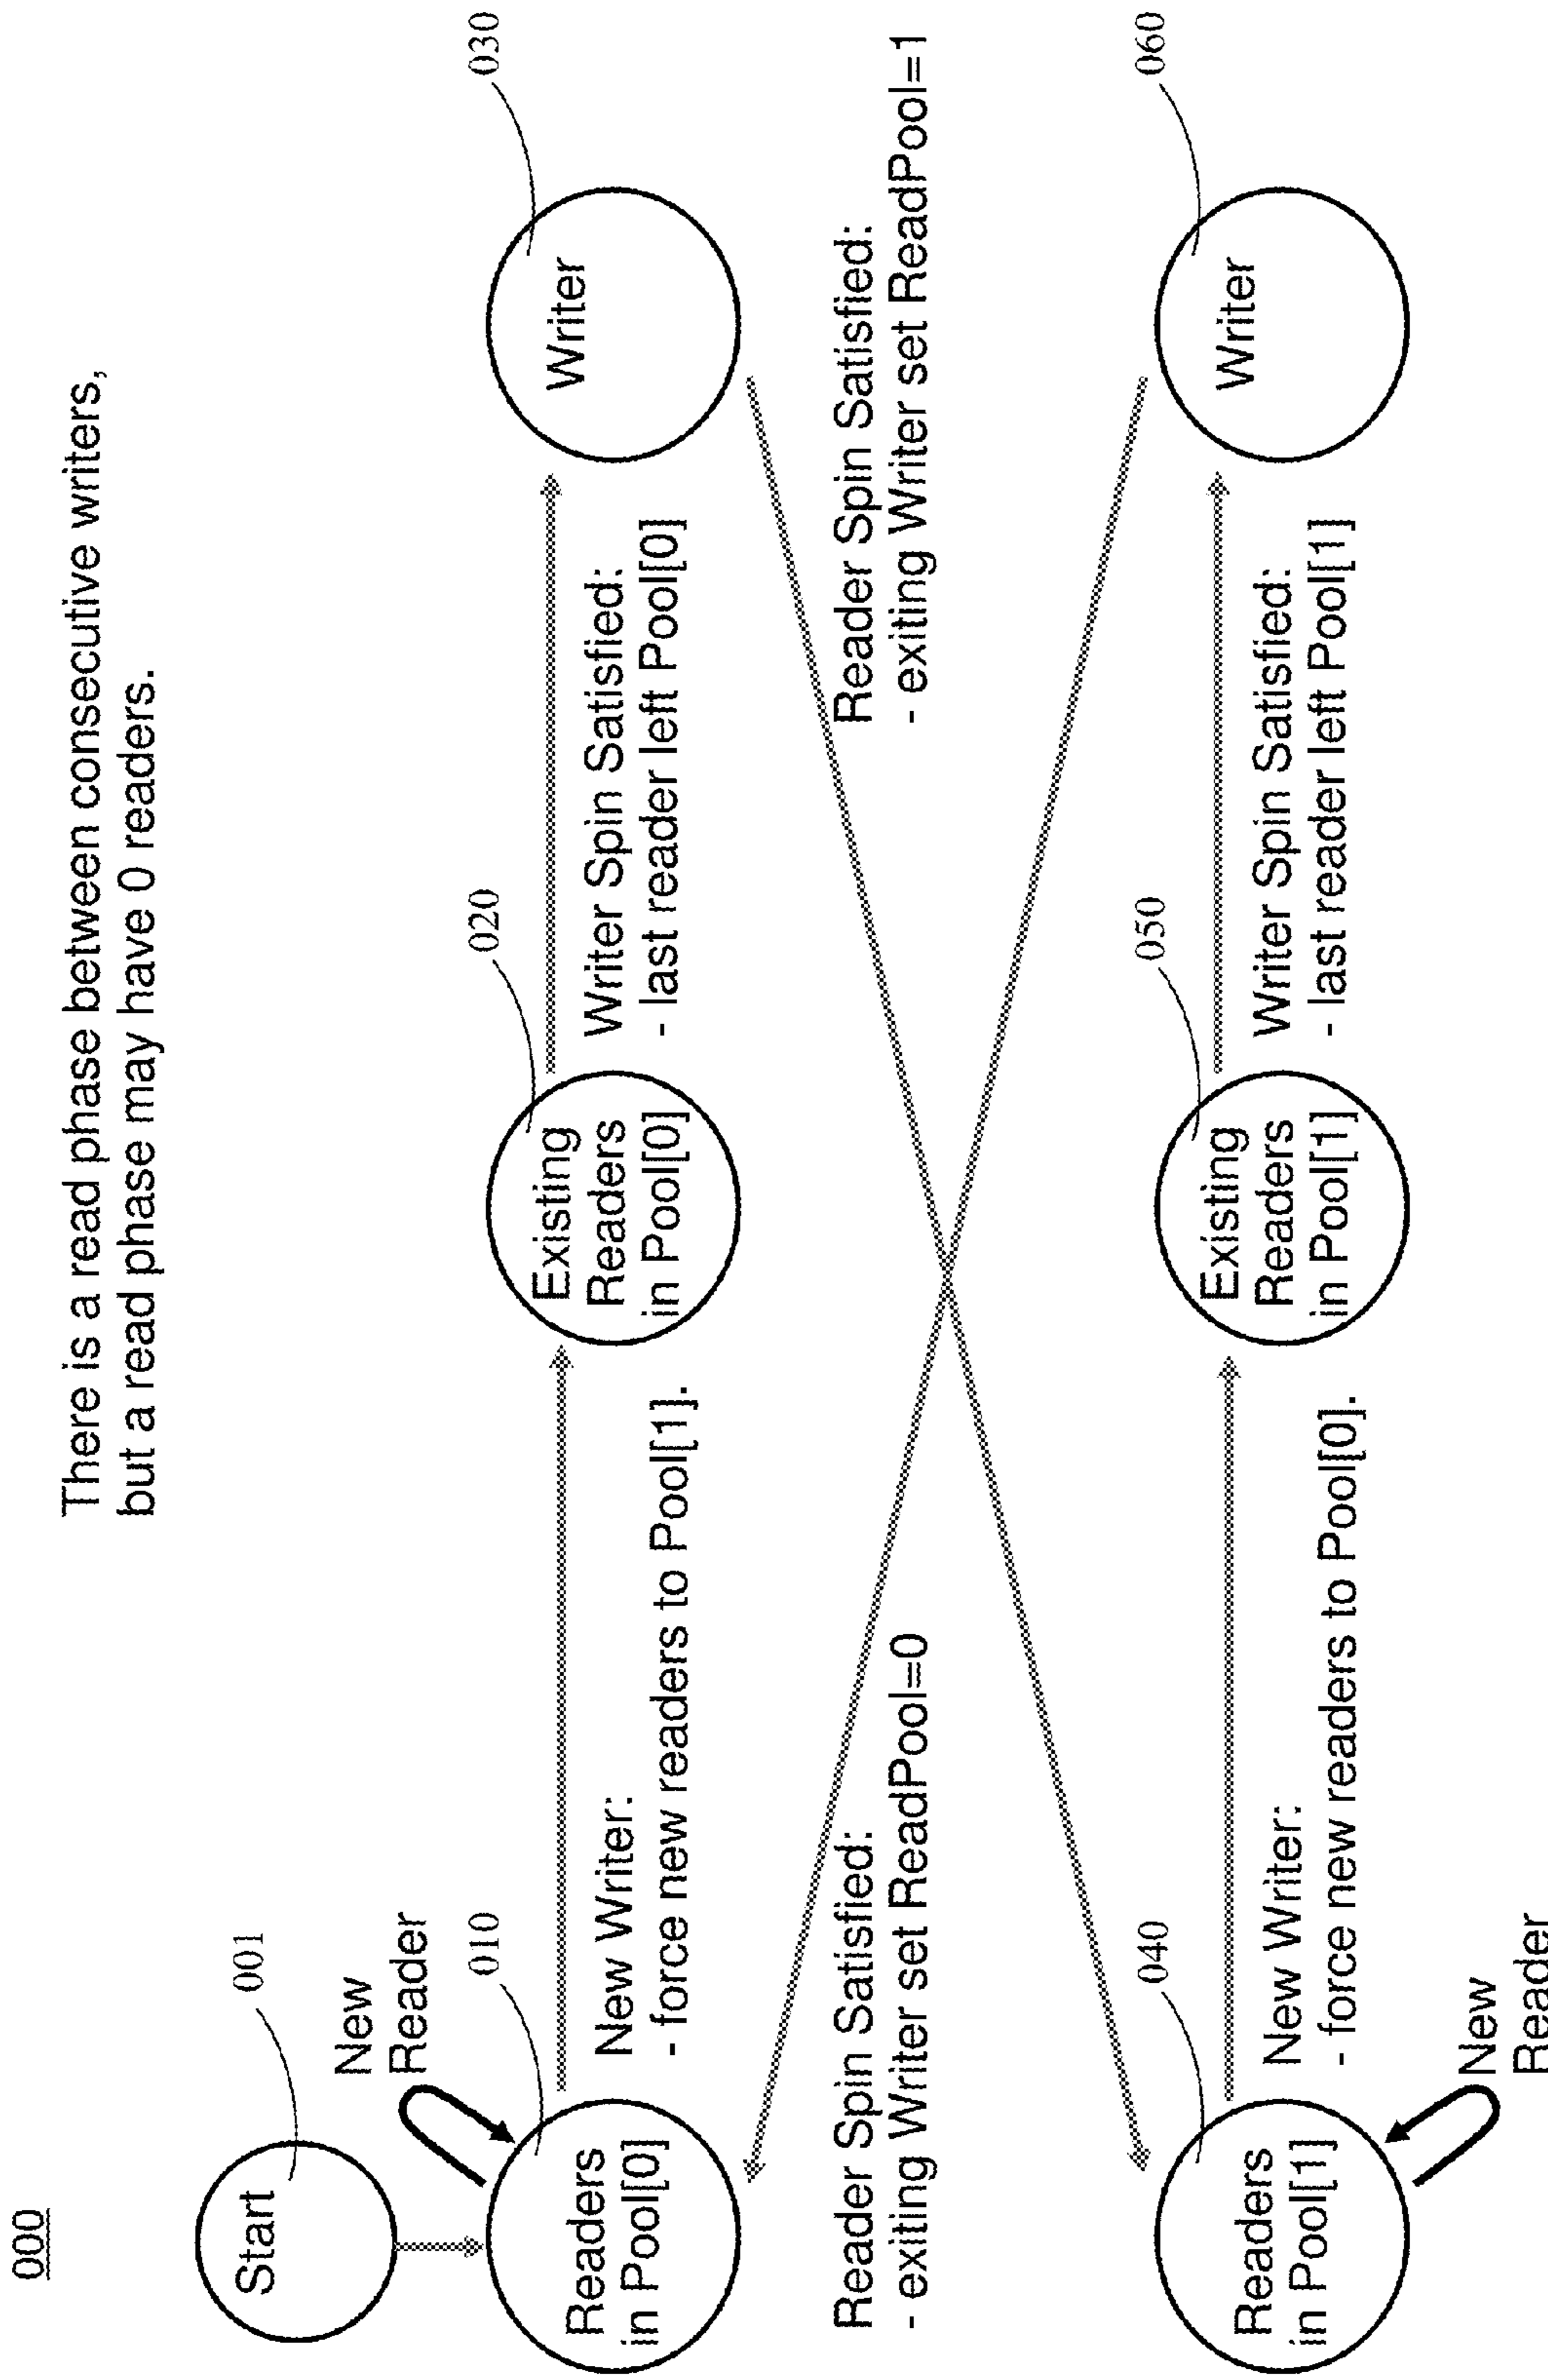 000
There is a read phase between consecutive writers,
but a read phase may have 0 readers.
Start
001
New
Reader
010
020
030
Readers
in Pool[0]
New Writer:
- force new readers to Pool[1].
Existing
Readers
in Pool[0]
Writer Spin Satisfied:
- last reader left Pool[0]
Writer
Reader Spin Satisfied:
- exiting Writer set ReadPool=0
Reader Spin Satisfied:
- exiting Writer set ReadPool=1
040
050
060
Readers
in Pool[1]
New Writer:
- force new readers to Pool[0].
Existing
Readers
in Pool[1]
Writer Spin Satisfied:
- last reader left Pool[1]
Writer
New
Reader